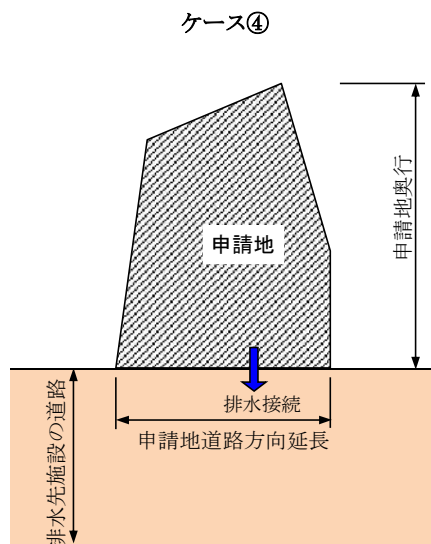 ケース④
申請地奥行
申請地
排水接続
申請地道路方向延長
排水先施設の道路